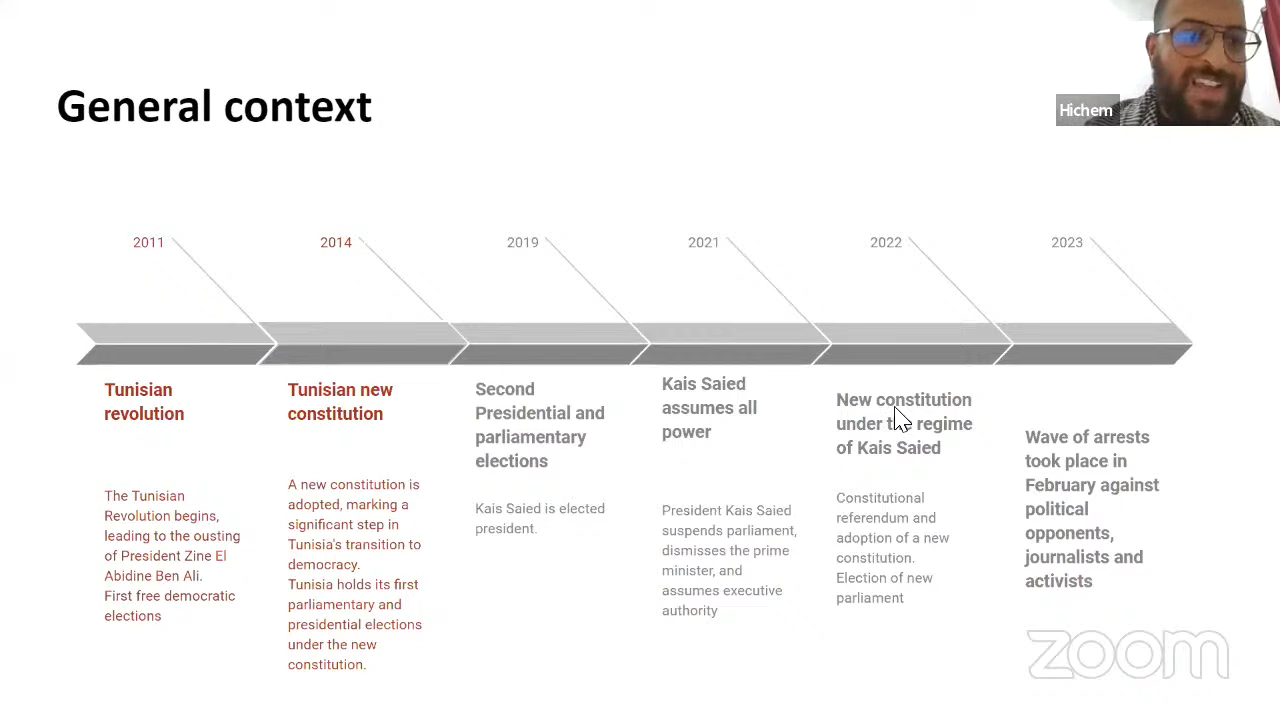 General context
Hichem
2011
2014
2019
2021
2022
2023
Tunisian
revolution
The Tunisian
Revolution begins,
leading to the ousting
of President Zine El
Abidine Ben Ali.
First free democratic
elections
Tunisian new
constitution
A new constitution is
adopted, marking a
significant step in
Tunisia's transition to
democracy.
Tunisia holds its first
parliamentary and
presidential elections
under the new
constitution.
Second
Presidential and
parliamentary
elections
Kais Saied is elected
president.
Kais Saied
assumes all
power
President Kais Saied
suspends parliament,
dismisses the prime
minister, and
assumes executive
authority
New constitution
under the regime
of Kais Saied
Constitutional
referendum and
adoption of a new
constitution.
Election of new
parliament
Wave of arrests
took place in
February against
political
opponents,
journalists and
activists
zoom